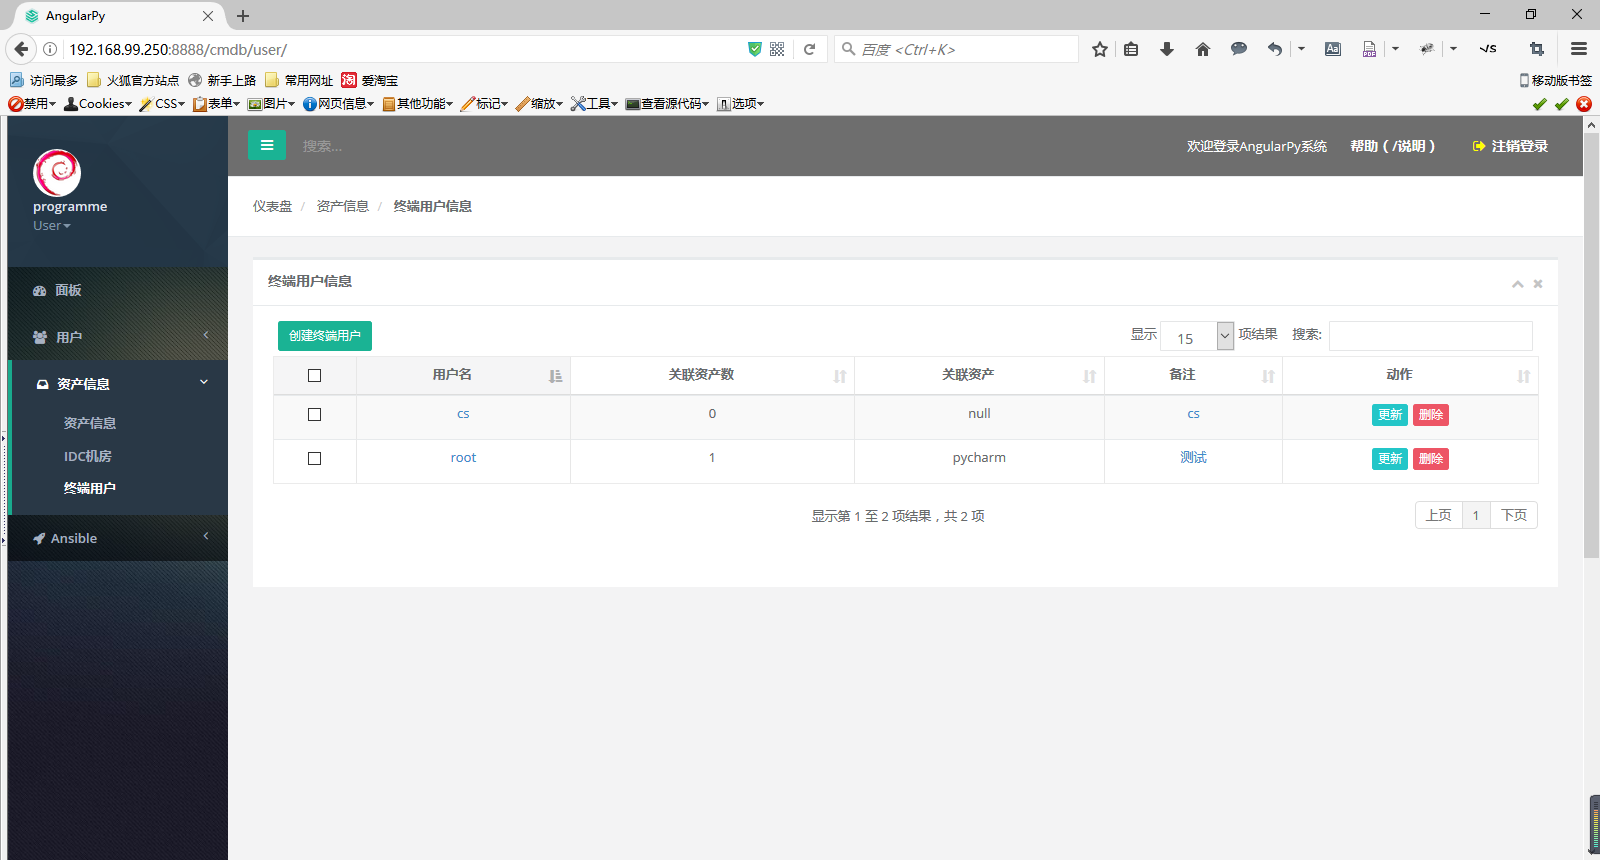 AngularPy
192.168.99.250:8888/cmdb/user/
百度 <Ctrl+K>
访问最多 火狐官方站点 新手上路 常用网址 爱淘宝 移动版书签
禁用 Cookies CSS 表单 图片 网页信息 其他功能 标记 缩放 工具 查看源代码 选项
搜索... 欢迎登录AngularPy系统 帮助（/说明） 注销登录
programme
User
面板
用户
资产信息
资产信息
IDC机房
终端用户
Ansible
仪表盘 / 资产信息 / 终端用户信息
终端用户信息
创建终端用户 显示 15 项结果 搜索:
用户名 关联资产数 关联资产 备注 动作
cs 0 null cs 更新 删除
root 1 pycharm 测试 更新 删除
显示第 1 至 2 项结果，共 2 项 上页 1 下页